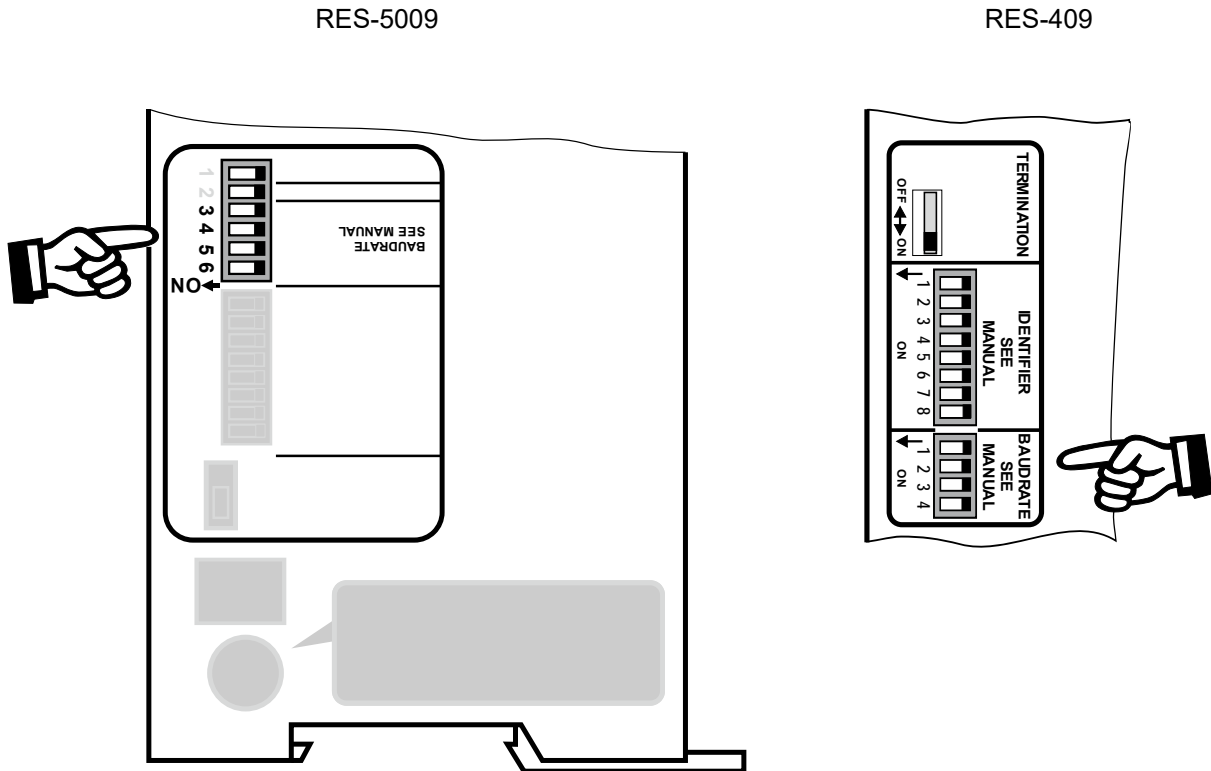 RES-5009
RES-409
1
2
3
4
5
6
NO
BAUDRATE
SEE MANUAL
TERMINATION
OFF
ON
IDENTIFIER
SEE
MANUAL
1 2 3 4 5 6 7 8
ON
BAUDRATE
SEE
MANUAL
1 2 3 4
ON